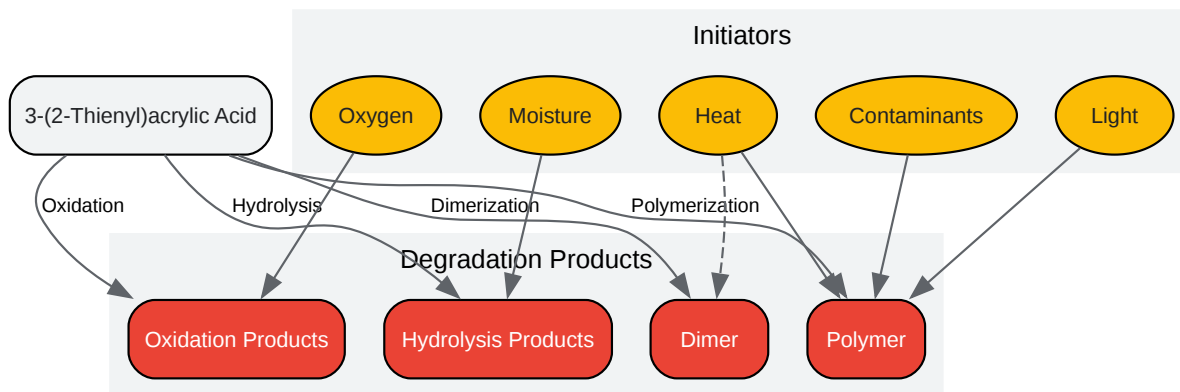 Initiators
3-(2-Thienyl)acrylic Acid
Oxygen
Moisture
Heat
Contaminants
Light
Oxidation
Hydrolysis
Dimerization
Polymerization
Degradation Products
Oxidation Products
Hydrolysis Products
Dimer
Polymer